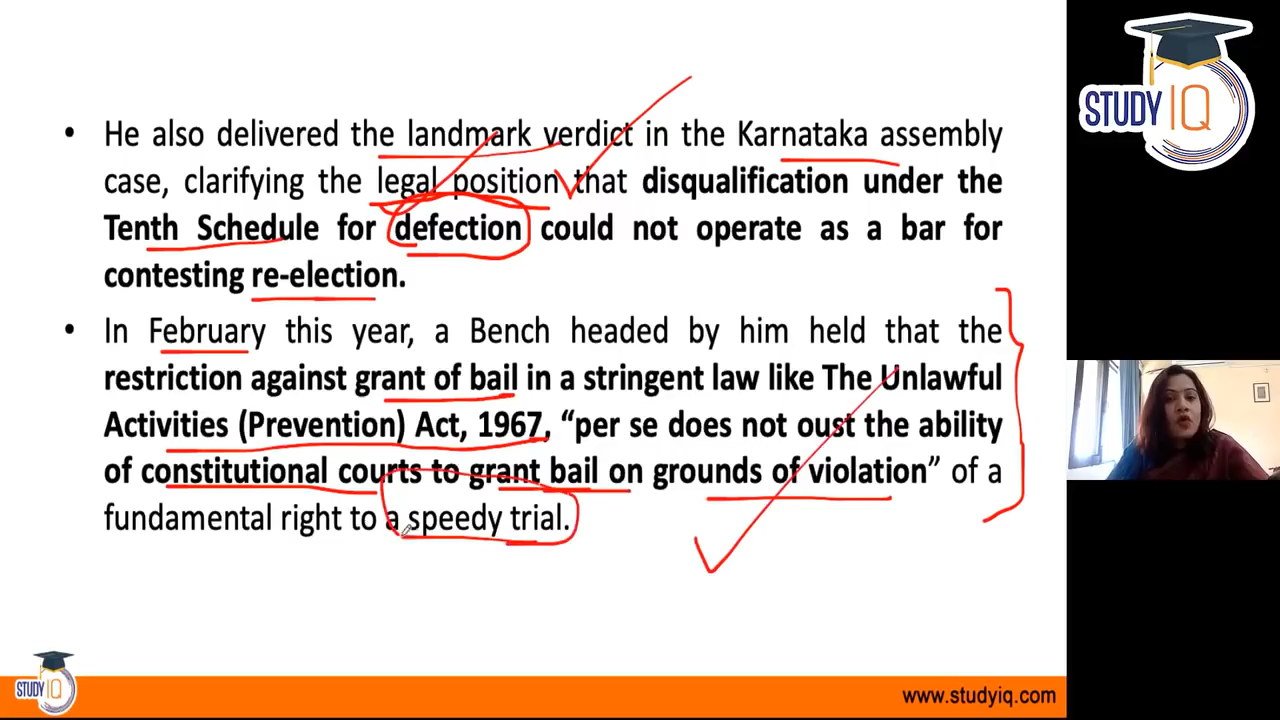 STUDY IQ
• He also delivered the landmark verdict in the Karnataka assembly
case, clarifying the legal position that disqualification under the
Tenth Schedule for defection could not operate as a bar for
contesting re-election.
• In February this year, a Bench headed by him held that the
restriction against grant of bail in a stringent law like The Unlawful
Activities (Prevention) Act, 1967, “per se does not oust the ability
of constitutional courts to grant bail on grounds of violation” of a
fundamental right to a speedy trial.
STUDY IQ
www.studyiq.com